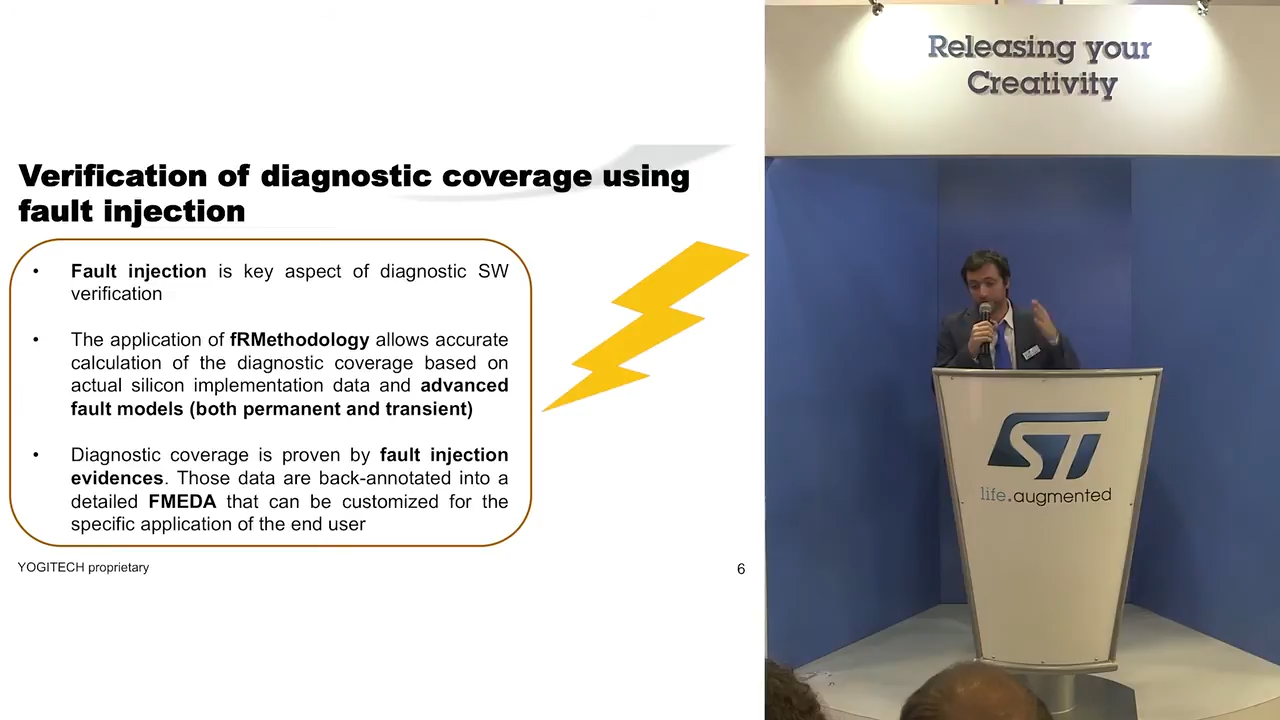 Verification of diagnostic coverage using
fault injection
• Fault injection is key aspect of diagnostic SW
verification
• The application of fRMethodology allows accurate
calculation of the diagnostic coverage based on
actual silicon implementation data and advanced
fault models (both permanent and transient)
• Diagnostic coverage is proven by fault injection
evidences. Those data are back-annotated into a
detailed FMEDA that can be customized for the
specific application of the end user
YOGITECH proprietary
6
Releasing your
Creativity
ST
life.augmented